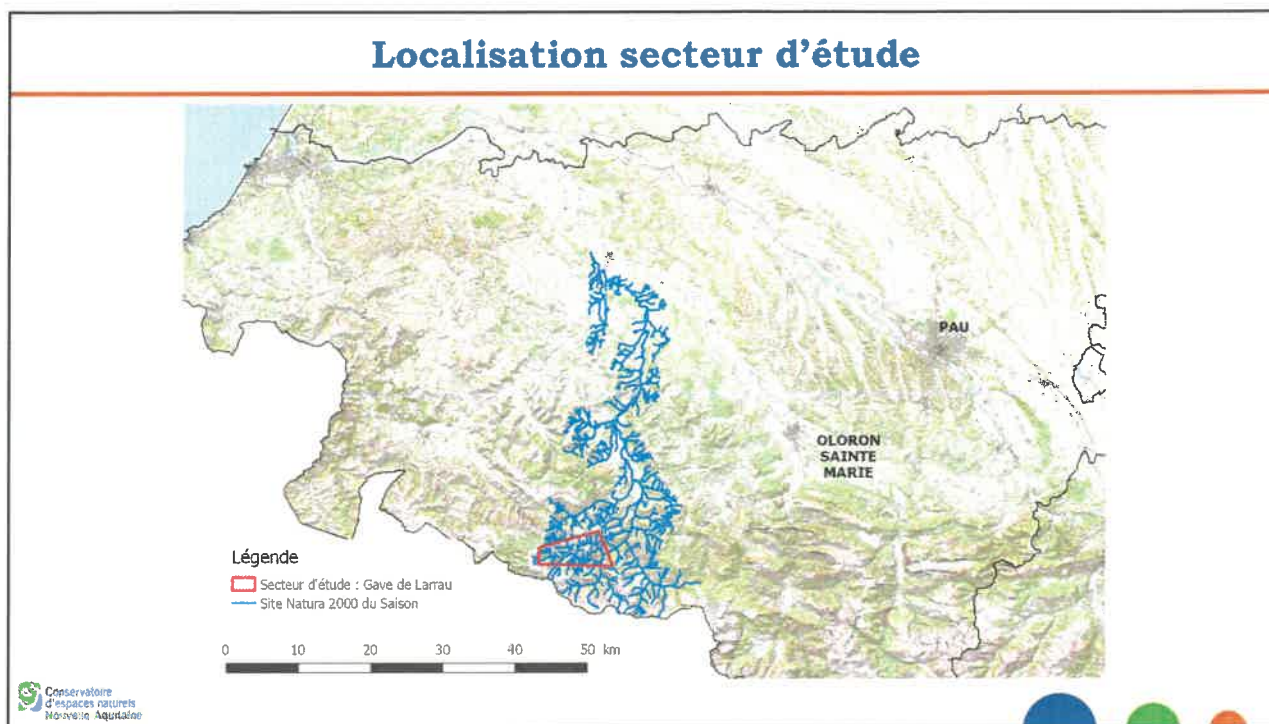 Localisation secteur d'étude
PAU
OLORON
SAINTE
MARIE
Légende
Secteur d'étude : Gave de Larrau
Site Natura 2000 du Saison
0 10 20 30 40 50 km
Conservatoire
d'espaces naturels
Nouvelle Aquitaine